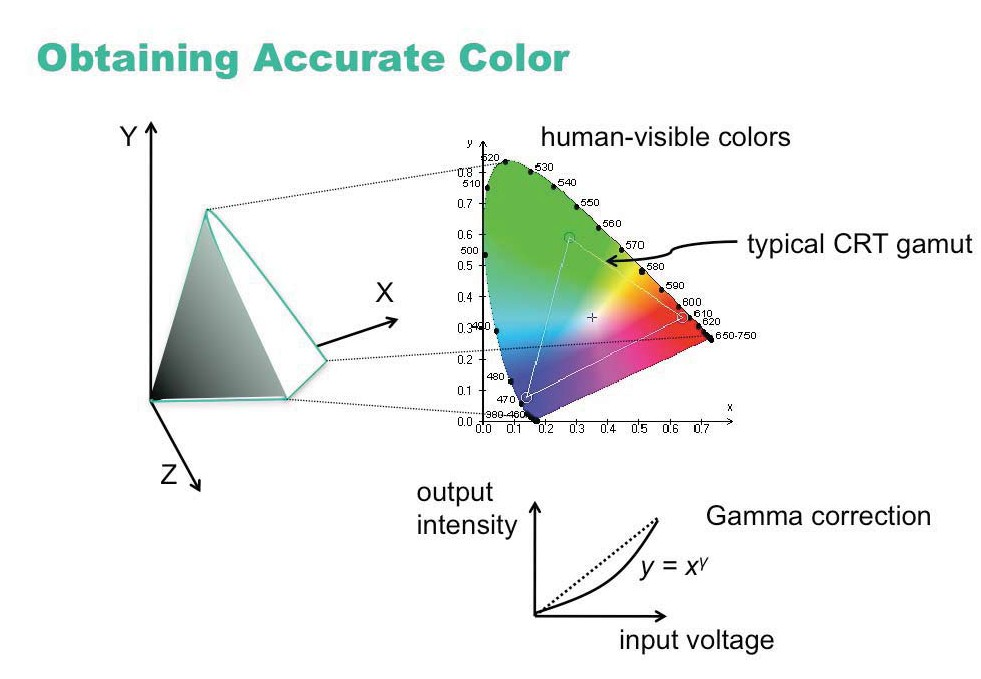 Obtaining Accurate Color
Y
X
Z
human-visible colors
typical CRT gamut
y
520
530
540
550
560
570
580
590
600
610
620
650-750
510
500
480
470
0.8
0.7
0.6
0.5
0.4
0.3
0.2
0.1
0.0
x
0.0 0.1 0.2 0.3 0.4 0.5 0.6 0.7
output
intensity
Gamma correction
y = xᵞ
input voltage